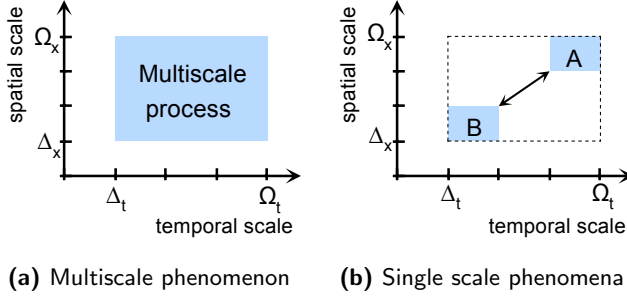 (a)
spatial scale
Ωx
Δx
Multiscale
process
Δt
Ωt
temporal scale
(b)
spatial scale
Ωx
Δx
A
B
Δt
Ωt
temporal scale
(a) Multiscale phenomenon
(b) Single scale phenomena